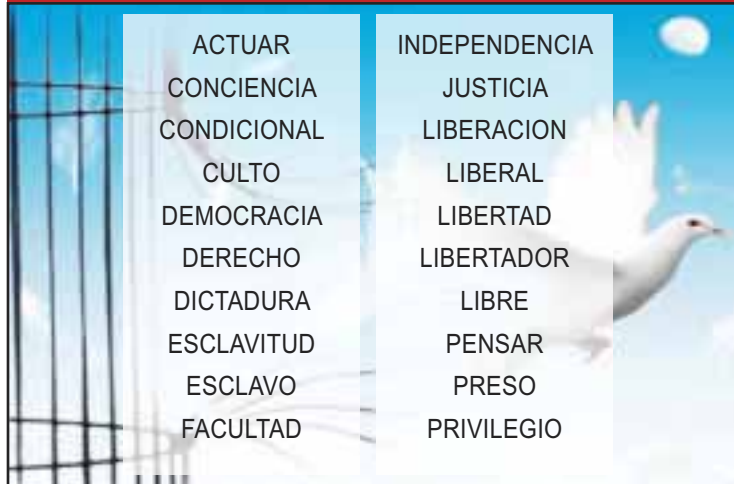 ACTUAR
CONCIENCIA
CONDICIONAL
CULTO
DEMOCRACIA
DERECHO
DICTADURA
ESCLAVITUD
ESCLAVO
FACULTAD
INDEPENDENCIA
JUSTICIA
LIBERACION
LIBERAL
LIBERTAD
LIBERTADOR
LIBRE
PENSAR
PRESO
PRIVILEGIO